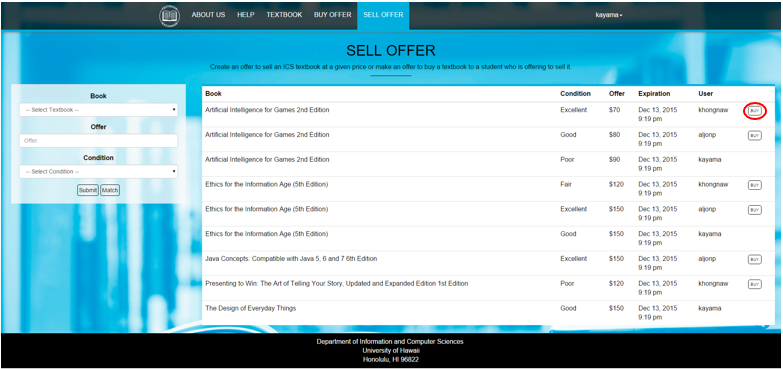 ABOUT US HELP TEXTBOOK BUY OFFER SELL OFFER kayama
SELL OFFER
Create an offer to sell an ICS textbook at a given price or make an offer to buy a textbook to a student who is offering to sell it.
Book
-- Select Textbook --
Offer
Offer
Condition
-- Select Condition --
Submit Match
Book Condition Offer Expiration User
Artificial Intelligence for Games 2nd Edition Excellent $70 Dec 13, 2015 khongnaw BUY
9:19 pm
Artificial Intelligence for Games 2nd Edition Good $80 Dec 13, 2015 aljonp BUY
9:19 pm
Artificial Intelligence for Games 2nd Edition Poor $90 Dec 13, 2015 kayama
9:19 pm
Ethics for the Information Age (5th Edition) Fair $120 Dec 13, 2015 khongnaw BUY
9:19 pm
Ethics for the Information Age (5th Edition) Excellent $150 Dec 13, 2015 aljonp BUY
9:19 pm
Ethics for the Information Age (5th Edition) Good $150 Dec 13, 2015 kayama
9:19 pm
Java Concepts: Compatible with Java 5, 6 and 7 6th Edition Excellent $150 Dec 13, 2015 aljonp BUY
9:19 pm
Presenting to Win: The Art of Telling Your Story, Updated and Expanded Edition 1st Edition Poor $120 Dec 13, 2015 khongnaw BUY
9:19 pm
The Design of Everyday Things Good $150 Dec 13, 2015 kayama
9:19 pm
Department of Information and Computer Sciences
University of Hawaii
Honolulu, HI 96822